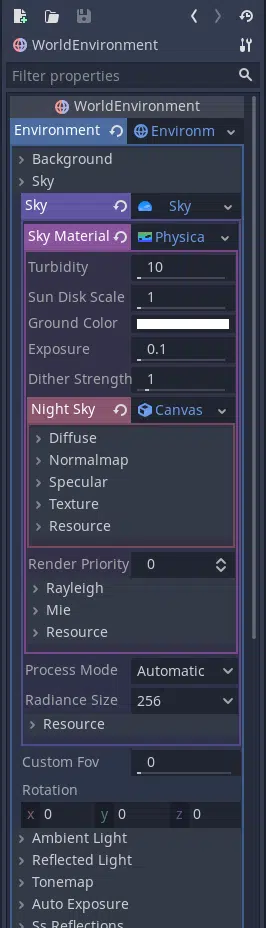 WorldEnvironment
Filter properties
WorldEnvironment
Environment Environm
Background
Sky
Sky Sky
Sky Material Physica
Turbidity 10
Sun Disk Scale 1
Ground Color
Exposure 0.1
Dither Strength 1
Night Sky Canvas
Diffuse
Normalmap
Specular
Texture
Resource
Render Priority 0
Rayleigh
Mie
Resource
Process Mode Automatic
Radiance Size 256
Resource
Custom Fov 0
Rotation
x 0 y 0 z 0
Ambient Light
Reflected Light
Tonemap
Auto Exposure
Ss Reflections